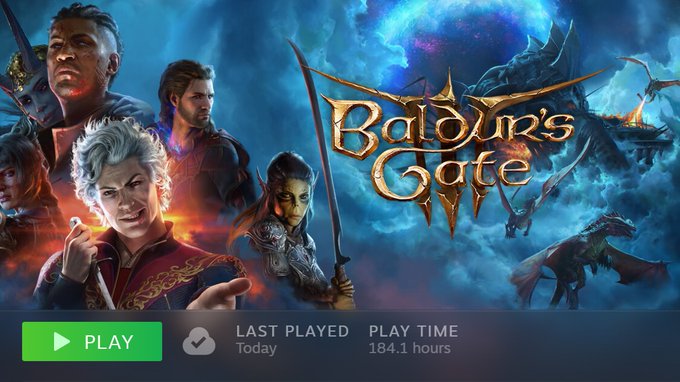 Baldur's
Gate
III
PLAY
LAST PLAYED
Today
PLAY TIME
184.1 hours